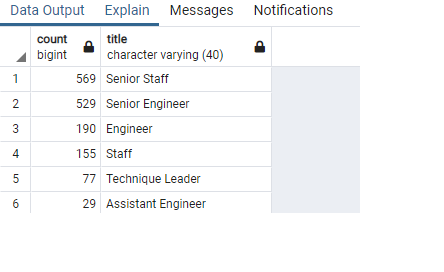 Data Output Explain Messages Notifications
count title
bigint character varying (40)
1 569 Senior Staff
2 529 Senior Engineer
3 190 Engineer
4 155 Staff
5 77 Technique Leader
6 29 Assistant Engineer